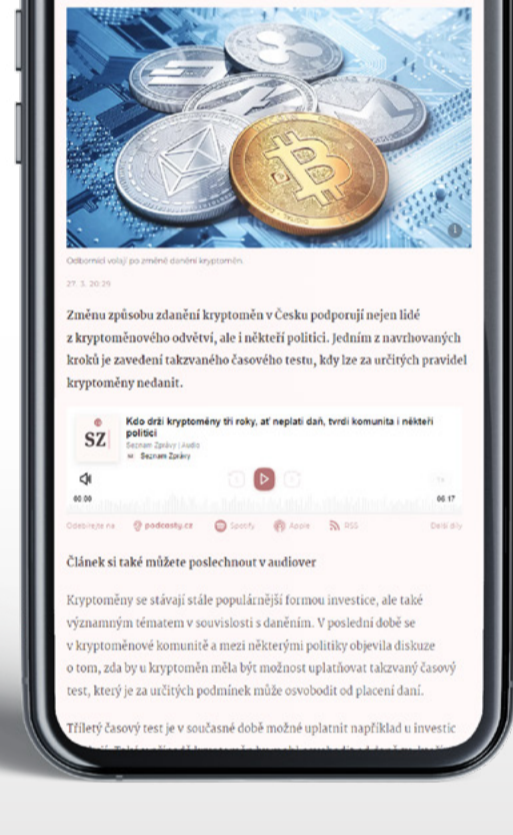 Odborníci volají po změně danění kryptoměn.
27. 3. 20:25
Změnu způsobu zdanění kryptoměn v Česku podporují nejen lidé
z kryptoměnového odvětví, ale i někteří politici. Jedním z navrhovaných
kroků je zavedení takzvaného časového testu, kdy lze za určitých pravidel
kryptoměny nedanit.
Kdo drží kryptoměny tři roky, ať neplatí daň, tvrdí komunita i někteří
politici
SZ
Seznam Zprávy | Audio
Seznam Zprávy
00:00
06:17
Odebírejte na podcasty.cz Spotify Apple RSS Další díly
Článek si také můžete poslechnout v audiover
Kryptoměny se stávají stále populárnější formou investice, ale také
významným tématem v souvislosti s daněním. V poslední době se
v kryptoměnové komunitě a mezi některými politiky objevila diskuze
o tom, zda by u kryptoměn měla být možnost uplatňovat takzvaný časový
test, který je za určitých podmínek může osvobodit od placení daní.
Tříletý časový test je v současné době možné uplatnit například u investic